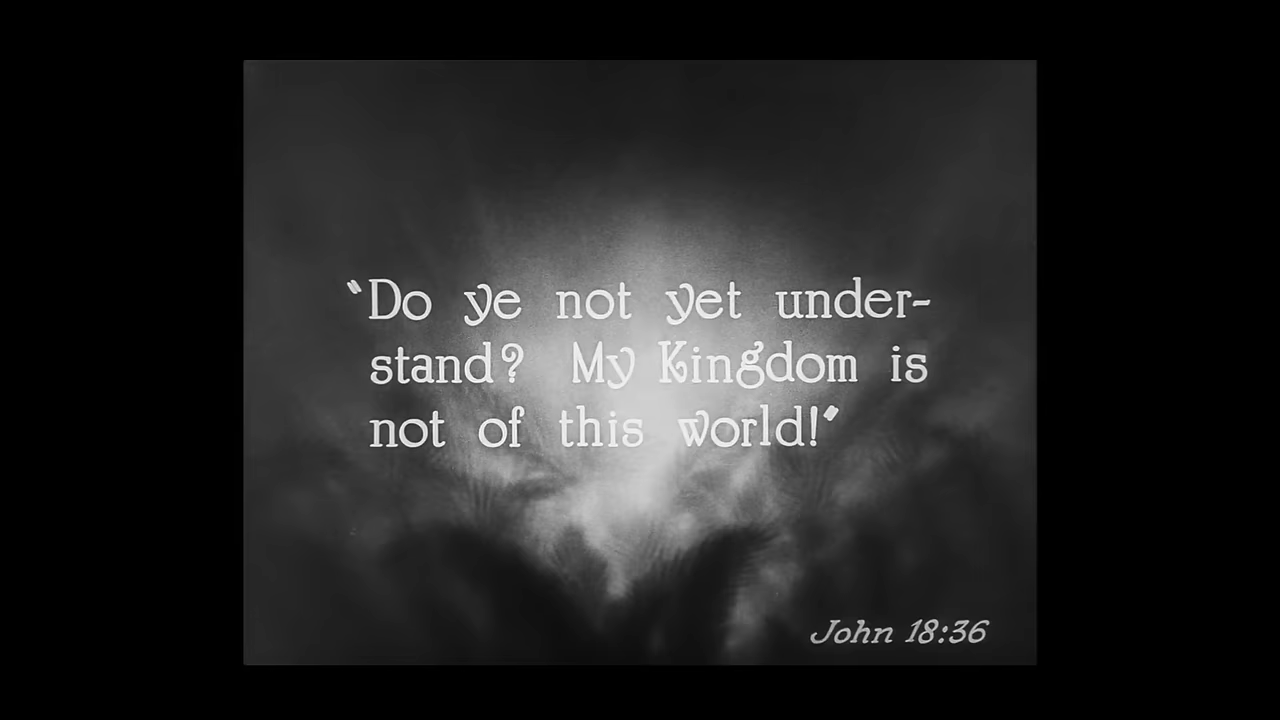 “Do ye not yet under-
stand? My Kingdom is
not of this world!”
John 18:36